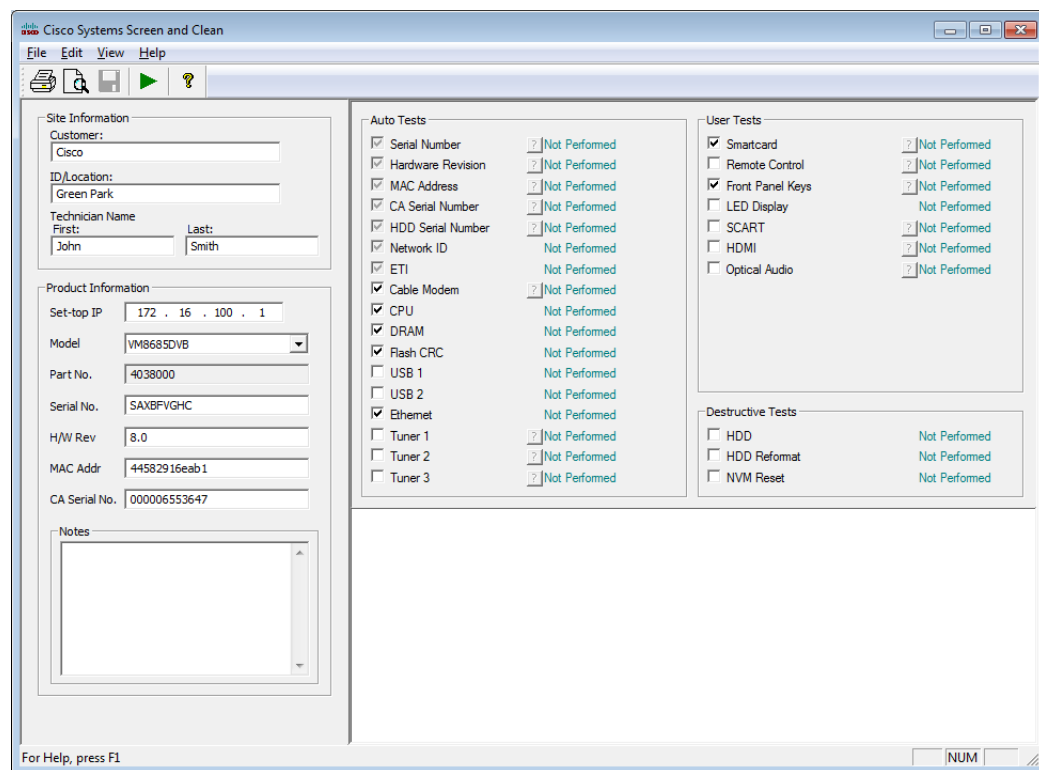 Cisco Systems Screen and Clean
File Edit View Help
Site Information
Customer:
Cisco
ID/Location:
Green Park
Technician Name
First: Last:
John Smith
Product Information
Set-top IP 172 . 16 . 100 . 1
Model VM8685DVB
Part No. 4038000
Serial No. SAXBFVGHC
H/W Rev 8.0
MAC Addr 44582916eab1
CA Serial No. 000006553647
Notes
Auto Tests
Serial Number ? Not Performed
Hardware Revision ? Not Performed
MAC Address ? Not Performed
CA Serial Number ? Not Performed
HDD Serial Number ? Not Performed
Network ID Not Performed
ETI Not Performed
Cable Modem ? Not Performed
CPU Not Performed
DRAM Not Performed
Flash CRC Not Performed
USB 1 Not Performed
USB 2 Not Performed
Ethernet Not Performed
Tuner 1 ? Not Performed
Tuner 2 ? Not Performed
Tuner 3 ? Not Performed
User Tests
Smartcard ? Not Performed
Remote Control ? Not Performed
Front Panel Keys ? Not Performed
LED Display Not Performed
SCART ? Not Performed
HDMI ? Not Performed
Optical Audio ? Not Performed
Destructive Tests
HDD Not Performed
HDD Reformat Not Performed
NVM Reset Not Performed
For Help, press F1
NUM